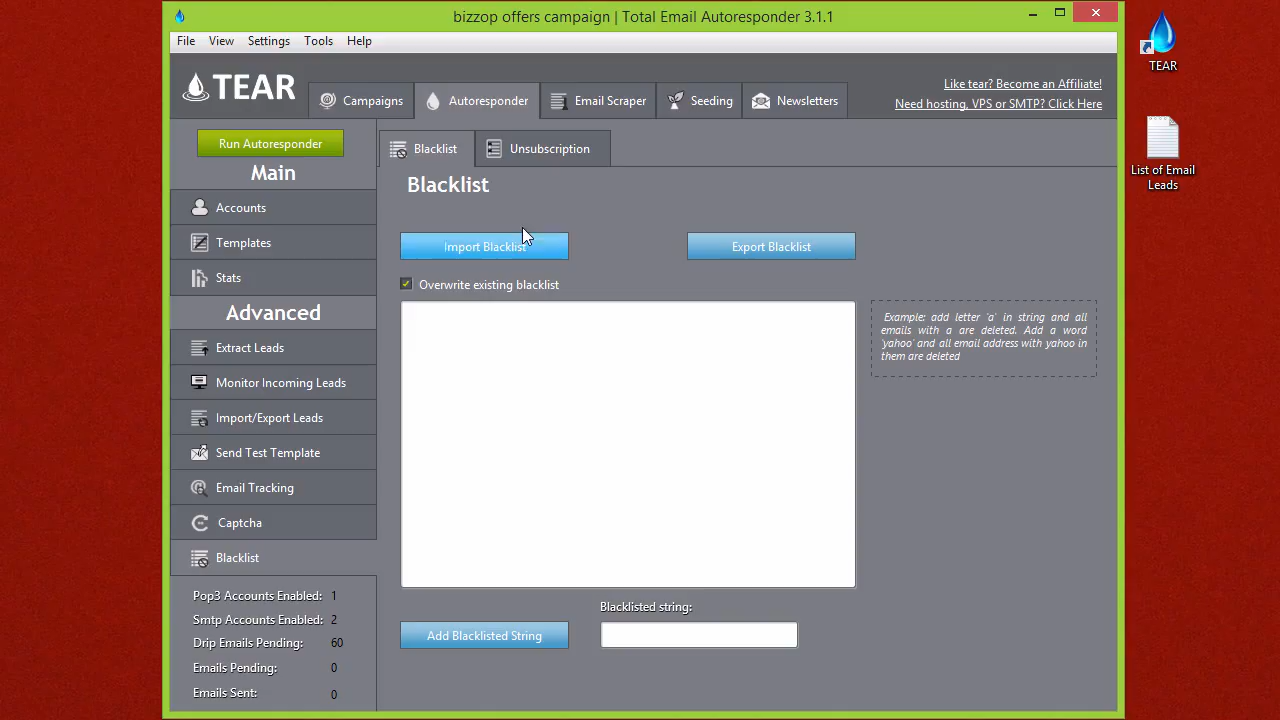 bizzop offers campaign | Total Email Autoresponder 3.1.1
File View Settings Tools Help
TEAR
Campaigns Autoresponder Email Scraper Seeding Newsletters
Like tear? Become an Affiliate!
Need hosting, VPS or SMTP? Click Here
TEAR
List of Email
Leads
Run Autoresponder
Main
Accounts
Templates
Stats
Advanced
Extract Leads
Monitor Incoming Leads
Import/Export Leads
Send Test Template
Email Tracking
Captcha
Blacklist
Pop3 Accounts Enabled: 1
Smtp Accounts Enabled: 2
Drip Emails Pending: 60
Emails Pending: 0
Emails Sent: 0
Blacklist Unsubscription
Blacklist
Import Blacklist Export Blacklist
Overwrite existing blacklist
Example: add letter 'a' in string and all
emails with a are deleted. Add a word
'yahoo' and all email address with yahoo in
them are deleted
Blacklisted string:
Add Blacklisted String